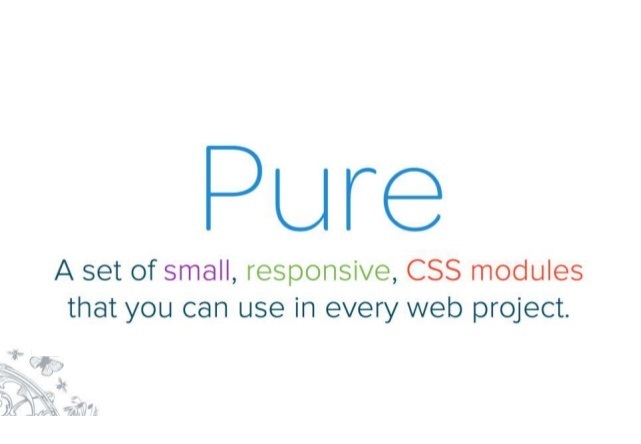 Pure
A set of small, responsive, CSS modules
that you can use in every web project.